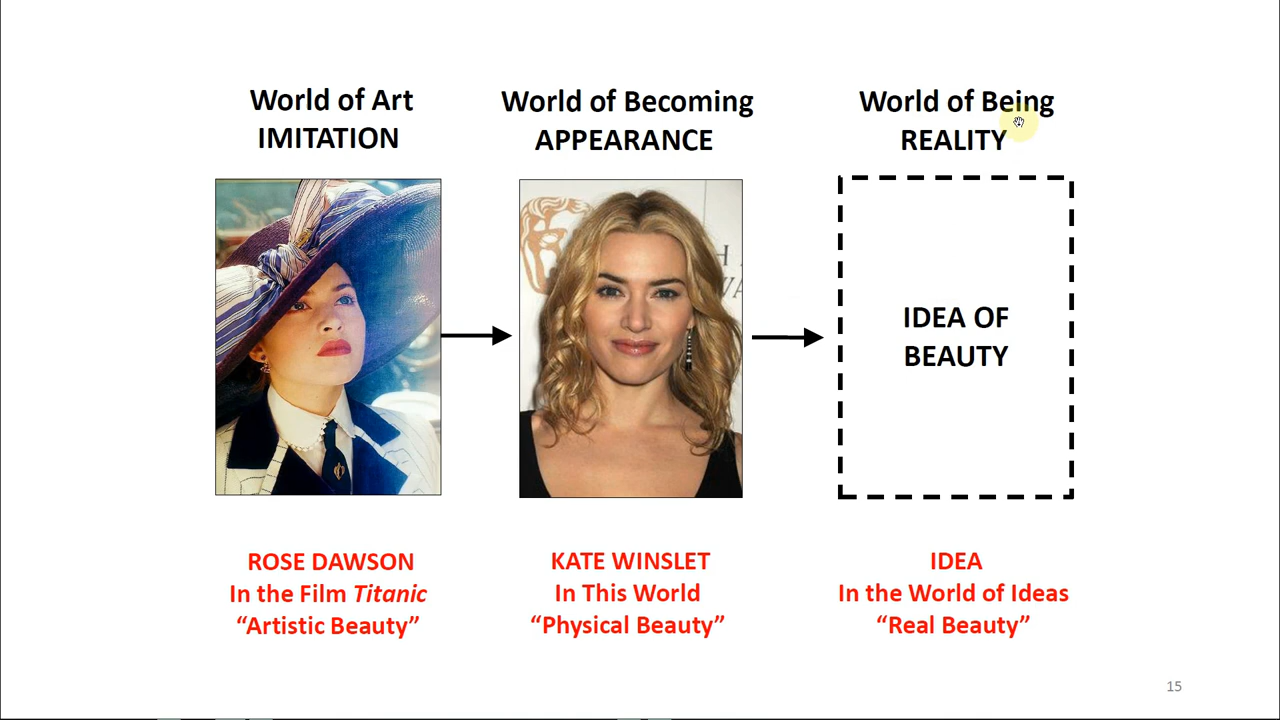 World of Art
IMITATION
World of Becoming
APPEARANCE
World of Being
REALITY
IDEA OF
BEAUTY
ROSE DAWSON
In the Film Titanic
“Artistic Beauty”
KATE WINSLET
In This World
“Physical Beauty”
IDEA
In the World of Ideas
“Real Beauty”
15